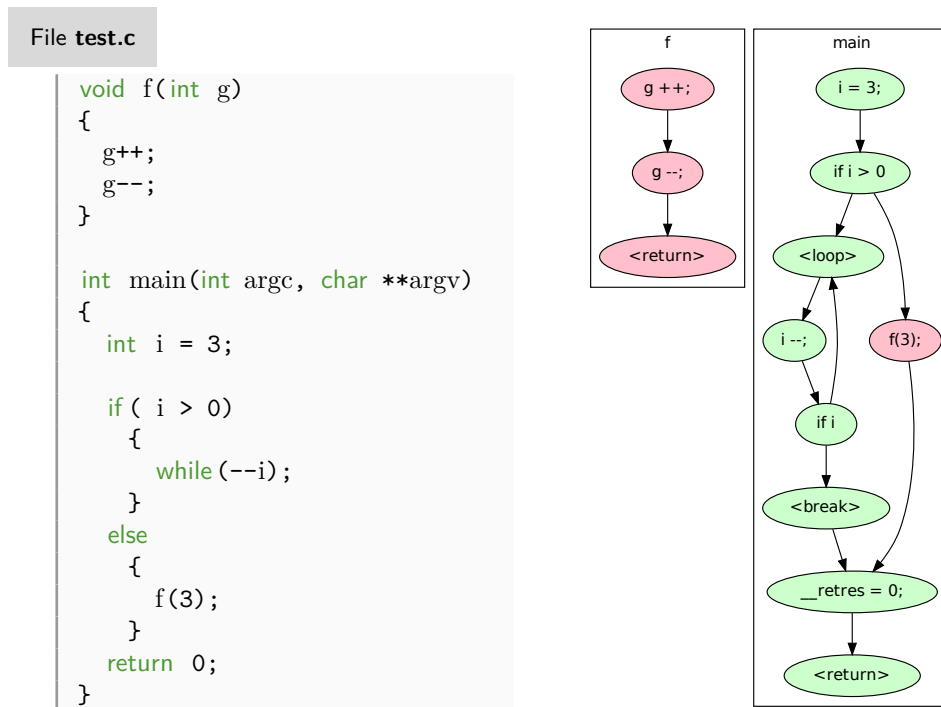 File test.c
void f(int g)
{
  g++;
  g--;
}
int main(int argc, char **argv)
{
  int i = 3;
  if( i > 0)
    {
      while(--i);
    }
  else
    {
      f(3);
    }
  return 0;
}
f
g ++;
g --;
<return>
main
i = 3;
if i > 0
<loop>
i --;
f(3);
if i
<break>
__retres = 0;
<return>